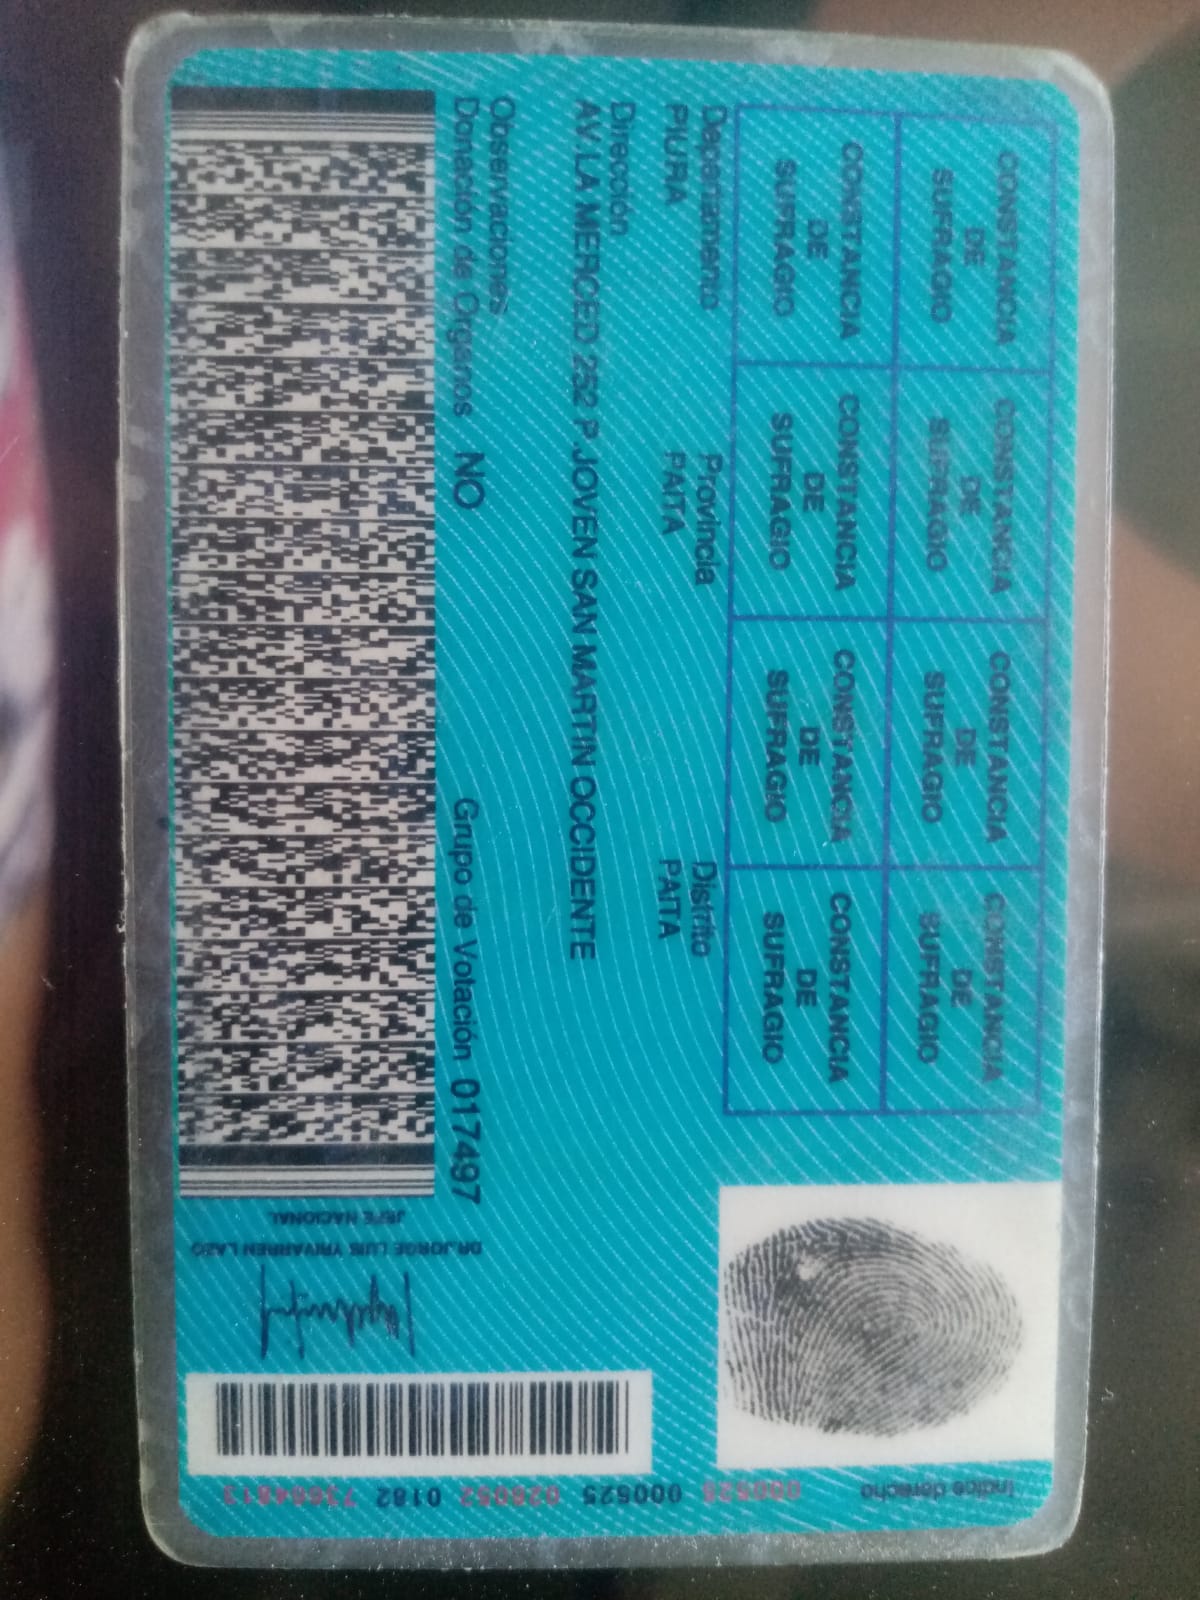 CONSTANCIA DE SUFRAGIO
CONSTANCIA DE SUFRAGIO
CONSTANCIA DE SUFRAGIO
CONSTANCIA DE SUFRAGIO
CONSTANCIA DE SUFRAGIO
CONSTANCIA DE SUFRAGIO
CONSTANCIA DE SUFRAGIO
CONSTANCIA DE SUFRAGIO
Departamento Provincia Distrito
PIURA PAITA PAITA
Dirección
AV.LA MERCED 252 P.JOVEN SAN MARTIN OCCIDENTE
Observaciones
Donación de Organos NO Grupo de Votación 017497
Indice derecho
000525 000525 028052 0182 73664813
DR JORGE LUIS YRIVARREN LAZO
JEFE NACIONAL